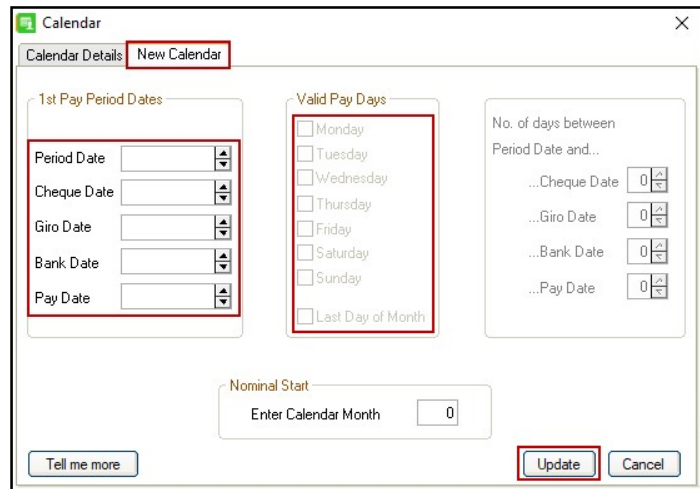 Calendar
Calendar Details New Calendar
1st Pay Period Dates
Period Date
Cheque Date
Giro Date
Bank Date
Pay Date
Valid Pay Days
Monday
Tuesday
Wednesday
Thursday
Friday
Saturday
Sunday
Last Day of Month
No. of days between
Period Date and...
...Cheque Date 0
...Giro Date 0
...Bank Date 0
...Pay Date 0
Nominal Start
Enter Calendar Month 0
Tell me more Update Cancel